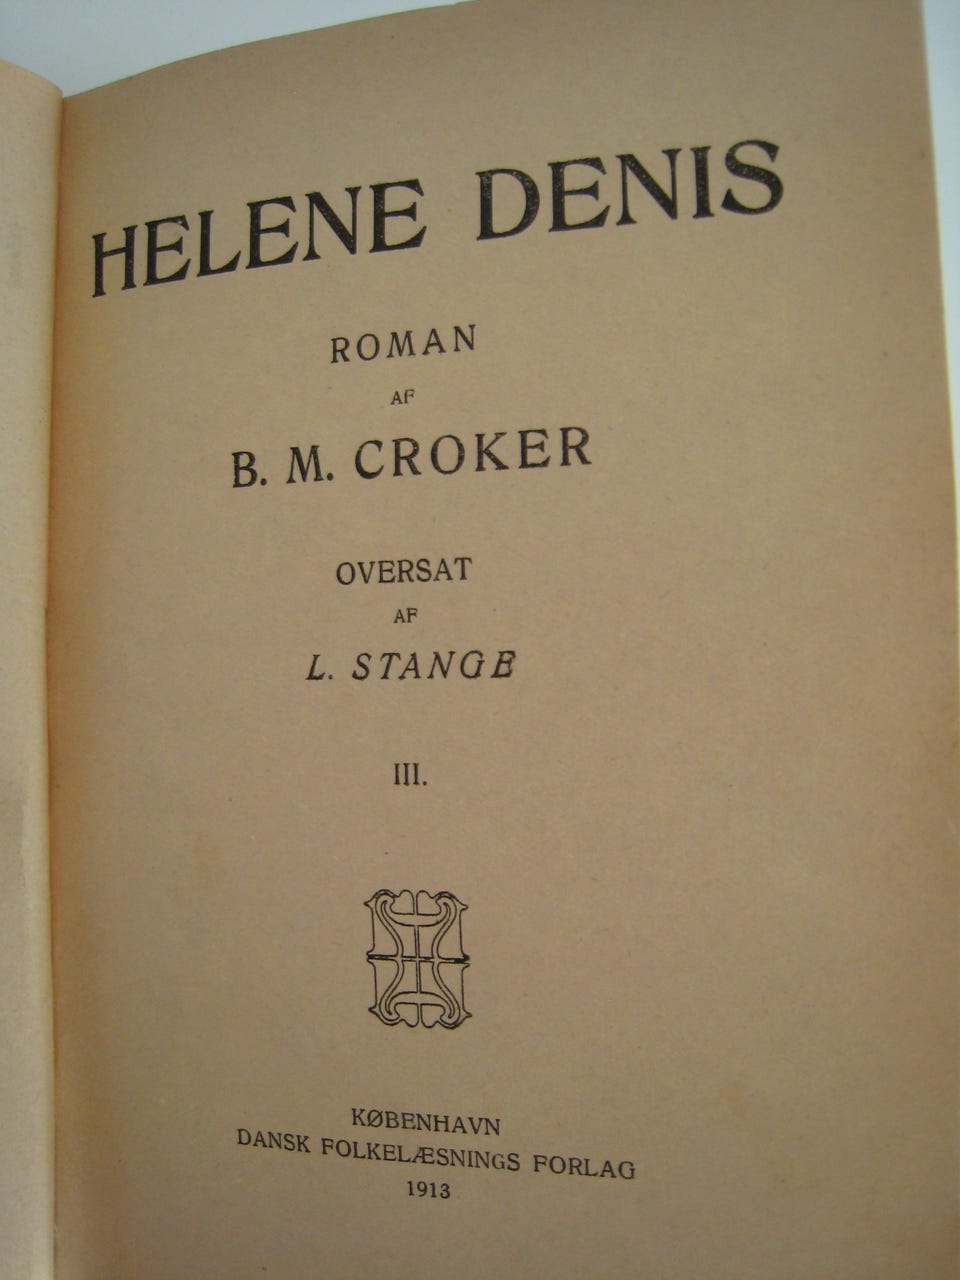 HELENE DENIS
ROMAN
AF
B. M. CROKER
OVERSAT
AF
L. STANGE
III.
KØBENHAVN
DANSK FOLKELÆSNINGS FORLAG
1913